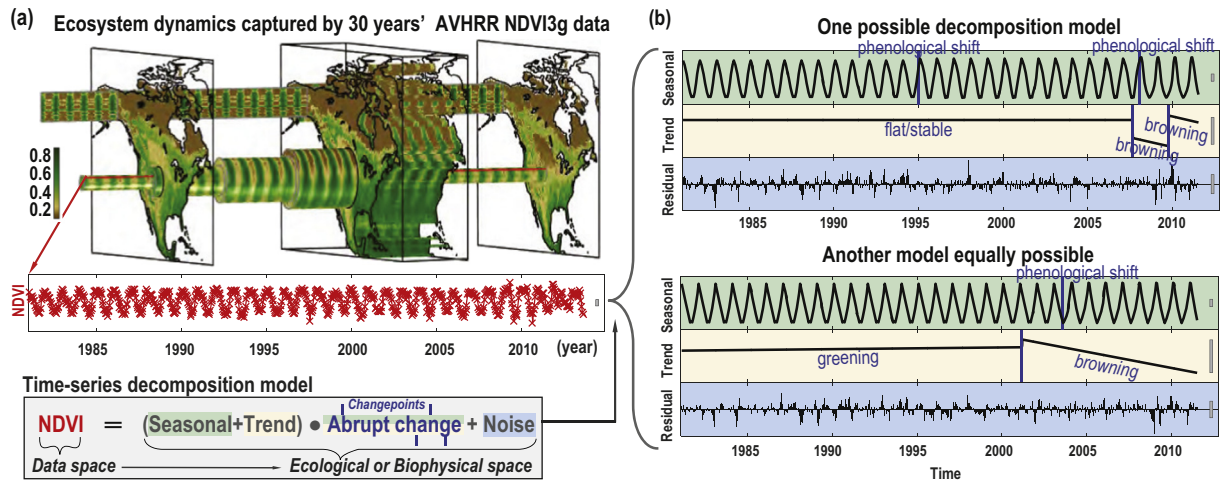 (a)
Ecosystem dynamics captured by 30 years' AVHRR NDVI3g data
0.8
0.6
0.4
0.2
NDVI
1985 1990 1995 2000 2005 2010 (year)
Time-series decomposition model
Changepoints
NDVI = (Seasonal+Trend) ● Abrupt change + Noise
Data space Ecological or Biophysical space
(b)
One possible decomposition model
phenological shift phenological shift
Seasonal
Trend
flat/stable
browning
browning
Residual
1985 1990 1995 2000 2005 2010
Another model equally possible
phenological shift
Seasonal
Trend
greening
browning
Residual
1985 1990 1995 2000 2005 2010
Time